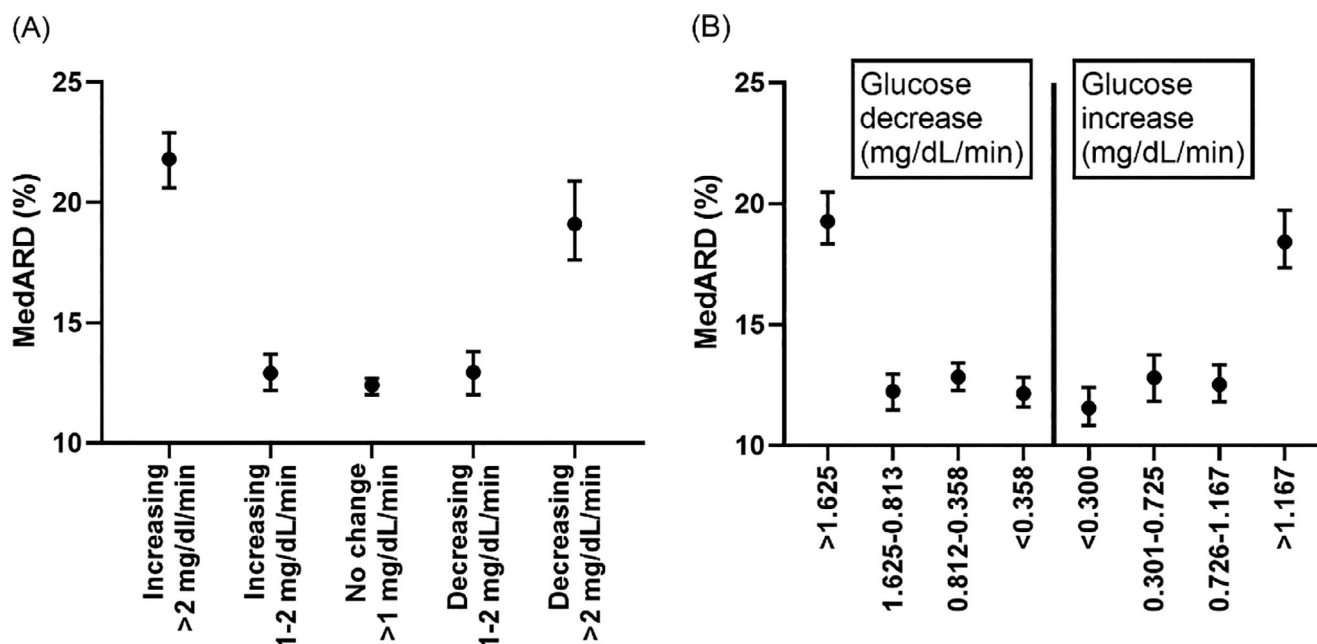 (A)
MedARD (%)
25
20
15
10
Increasing
>2 mg/dl/min
Increasing
1-2 mg/dL/min
No change
>1 mg/dL/min
Decreasing
1-2 mg/dL/min
Decreasing
>2 mg/dL/min
(B)
MedARD (%)
25
20
15
10
Glucose
decrease
(mg/dL/min)
Glucose
increase
(mg/dL/min)
>1.625
1.625-0.813
0.812-0.358
<0.358
<0.300
0.301-0.725
0.726-1.167
>1.167